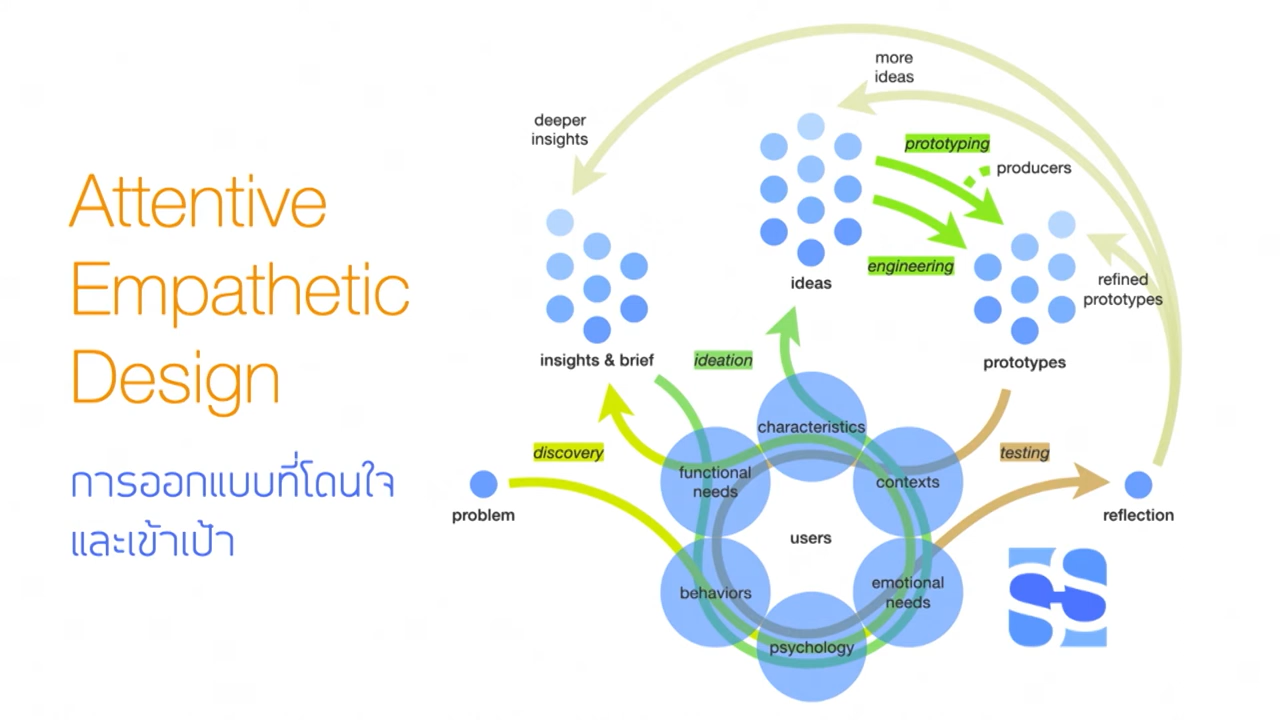 Attentive
Empathetic
Design
การออกแบบที่โดนใจ
และเข้าเป้า
more
ideas
deeper
insights
prototyping
producers
engineering
ideas
refined
prototypes
insights & brief
ideation
prototypes
characteristics
discovery
testing
functional
needs
contexts
problem
reflection
users
behaviors
emotional
needs
psychology